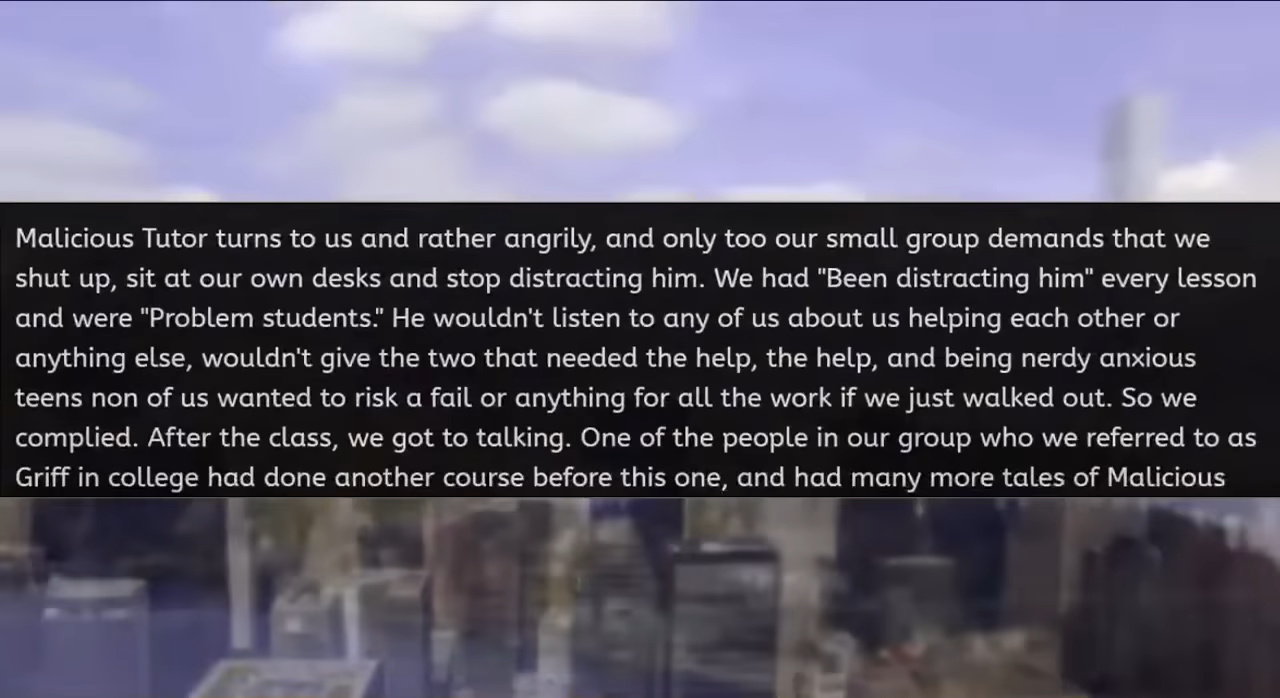 Malicious Tutor turns to us and rather angrily, and only too our small group demands that we
shut up, sit at our own desks and stop distracting him. We had "Been distracting him" every lesson
and were "Problem students." He wouldn't listen to any of us about us helping each other or
anything else, wouldn't give the two that needed the help, the help, and being nerdy anxious
teens non of us wanted to risk a fail or anything for all the work if we just walked out. So we
complied. After the class, we got to talking. One of the people in our group who we referred to as
Griff in college had done another course before this one, and had many more tales of Malicious